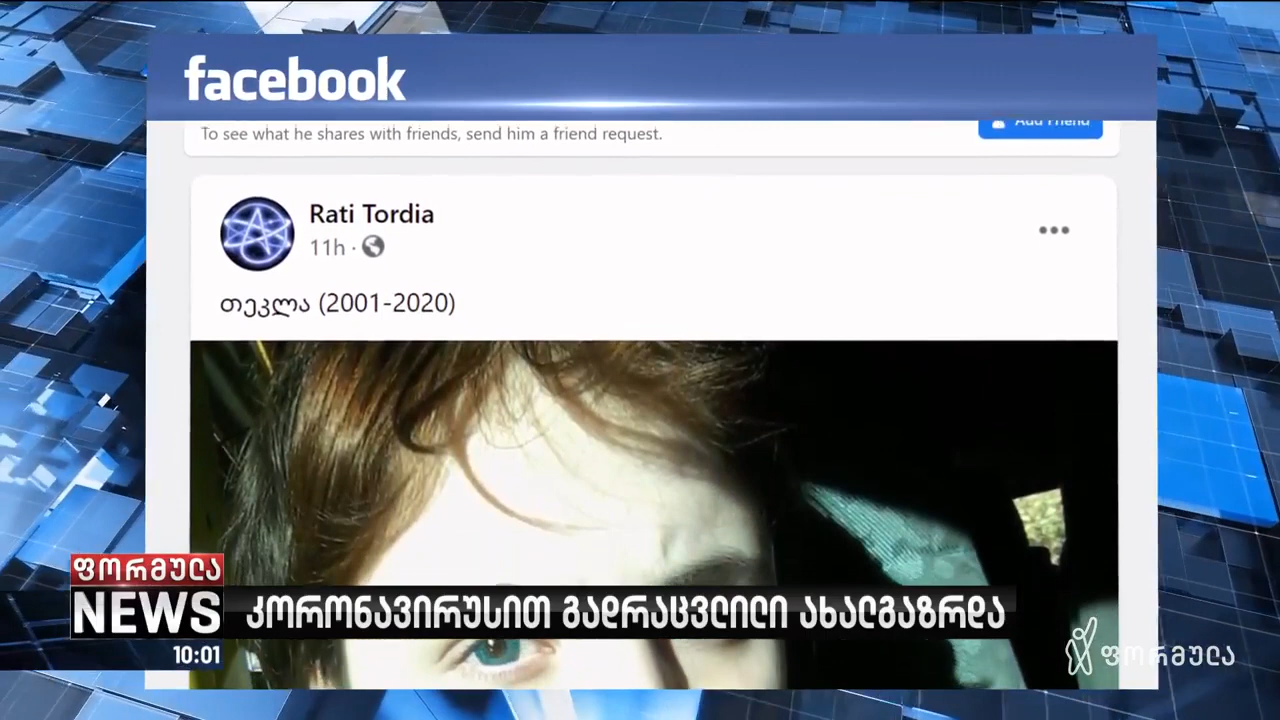 facebook
To see what he shares with friends, send him a friend request.
Add Friend
Rati Tordia
11h ·
თეკლა (2001-2020)
ფორმულა
NEWS
კორონავირუსით გადრაცვლილი ახალგაზრდა
10:01
ფორმულა